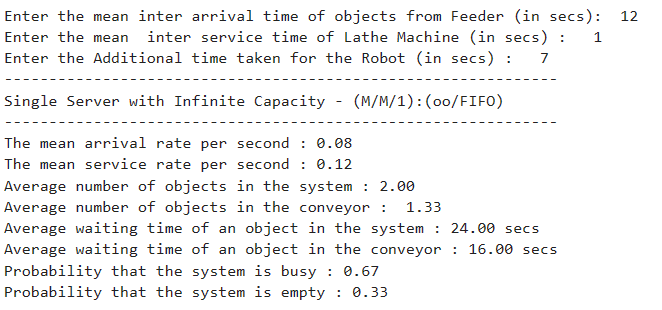 Enter the mean inter arrival time of objects from Feeder (in secs):  12
Enter the mean  inter service time of Lathe Machine (in secs) :   1
Enter the Additional time taken for the Robot (in secs) :   7
--------------------------------------------------------------
Single Server with Infinite Capacity - (M/M/1):(oo/FIFO)
--------------------------------------------------------------
The mean arrival rate per second : 0.08
The mean service rate per second : 0.12
Average number of objects in the system : 2.00
Average number of objects in the conveyor :  1.33
Average waiting time of an object in the system : 24.00 secs
Average waiting time of an object in the conveyor : 16.00 secs
Probability that the system is busy : 0.67
Probability that the system is empty : 0.33